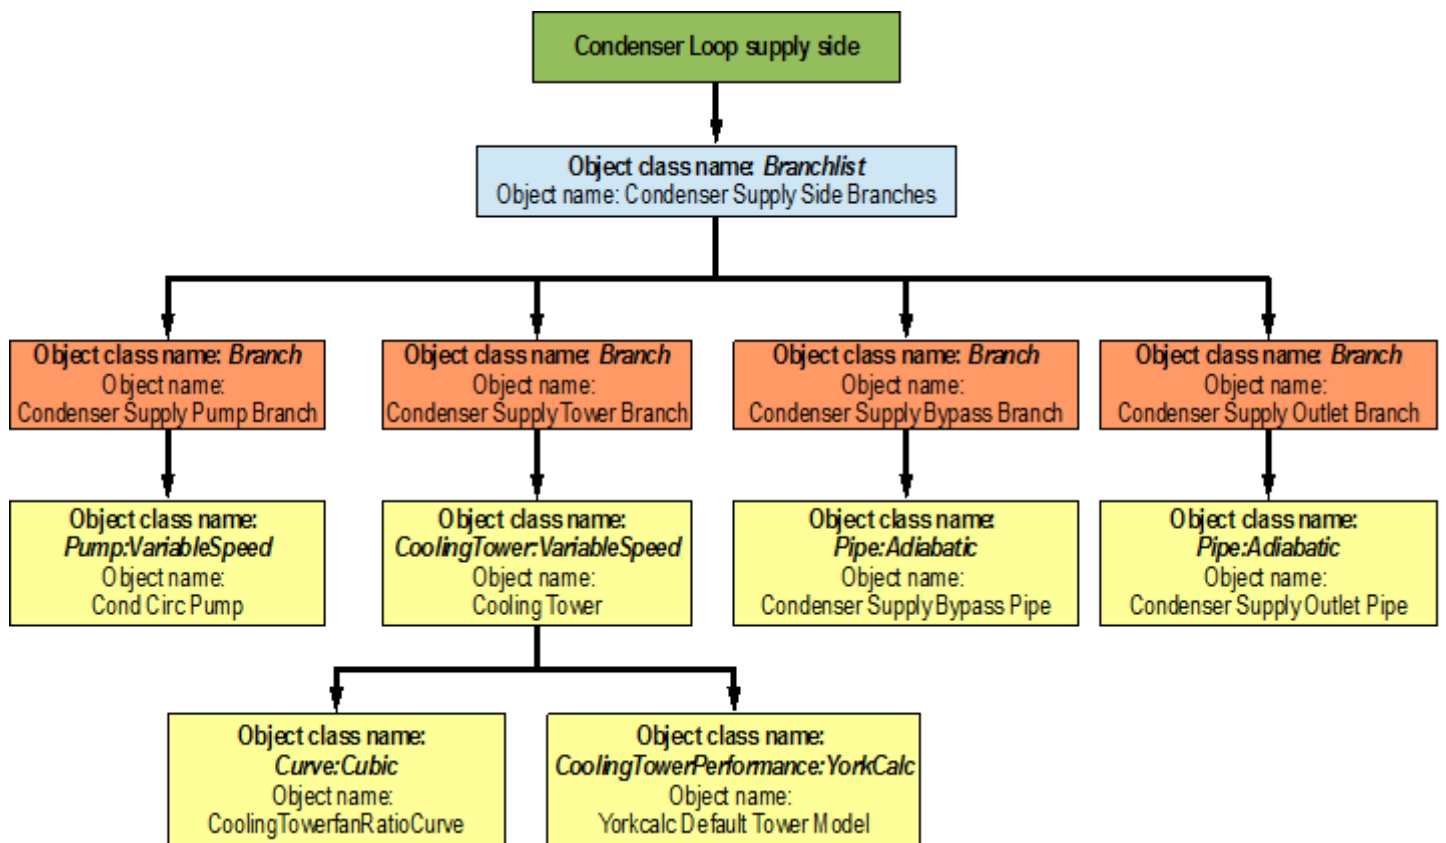 Condenser Loop supply side
Object class name: Branchlist
Object name: Condenser Supply Side Branches
Object class name: Branch
Object name:
Condenser Supply Pump Branch
Object class name: Branch
Object name:
Condenser Supply Tower Branch
Object class name: Branch
Object name:
Condenser Supply Bypass Branch
Object class name: Branch
Object name:
Condenser Supply Outlet Branch
Object class name:
Pump:VariableSpeed
Object name:
Cond Circ Pump
Object class name:
CoolingTower:VariableSpeed
Object name:
Cooling Tower
Object class name:
Pipe:Adiabatic
Object name:
Condenser Supply Bypass Pipe
Object class name:
Pipe:Adiabatic
Object name:
Condenser Supply Outlet Pipe
Object class name:
Curve:Cubic
Object name:
CoolingTowerfanRatioCurve
Object class name:
CoolingTowerPerformance:YorkCalc
Object name:
Yorkcalc Default Tower Model